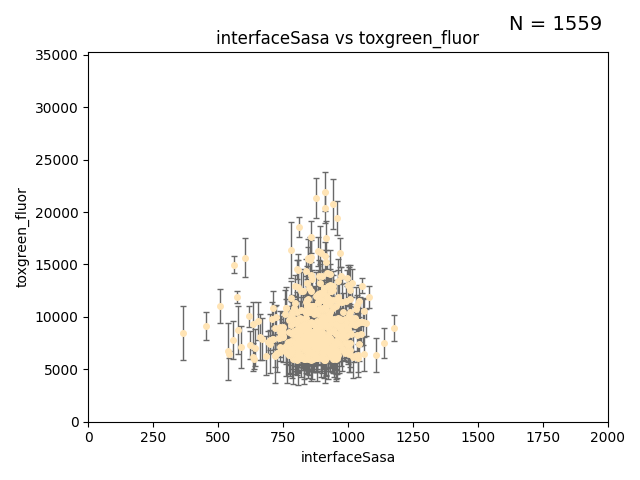 N = 1559
interfaceSasa vs toxgreen_fluor
35000
30000
25000
20000
15000
10000
5000
0
toxgreen_fluor
0 250 500 750 1000 1250 1500 1750 2000
interfaceSasa